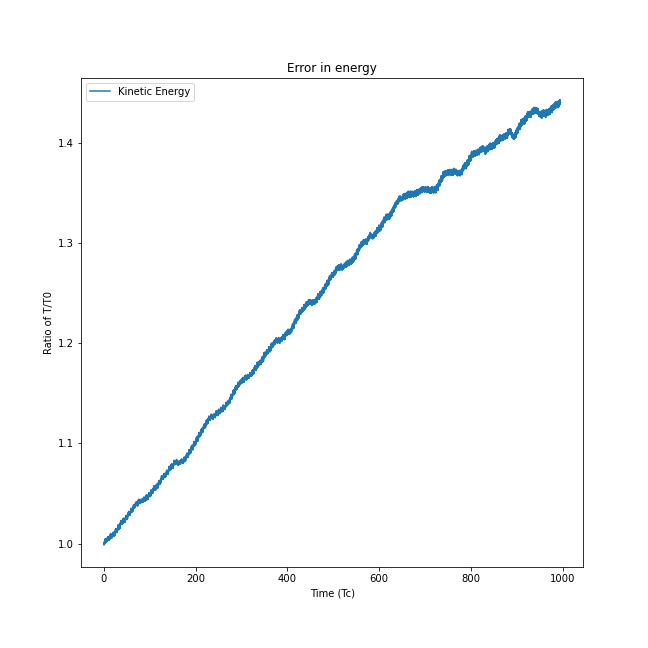 Error in energy
Kinetic Energy
Ratio of T/T0
1.4
1.3
1.2
1.1
1.0
0 200 400 600 800 1000
Time (Tc)